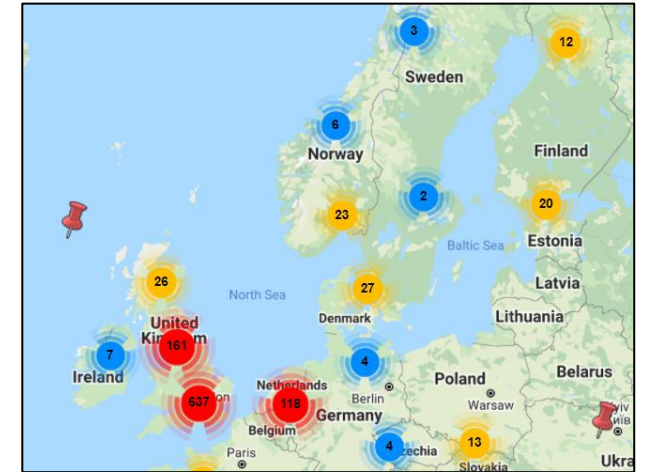 3
12
Sweden
6
Norway
Finland
2
20
23
Estonia
Baltic Sea
26
27
Latvia
North Sea
Denmark
Lithuania
United
161
7
4
Belarus
Ireland
Poland
Netherlands
Berlin
637
118
Warsaw
Germany
Belgium
4
13
Paris
Slovakia